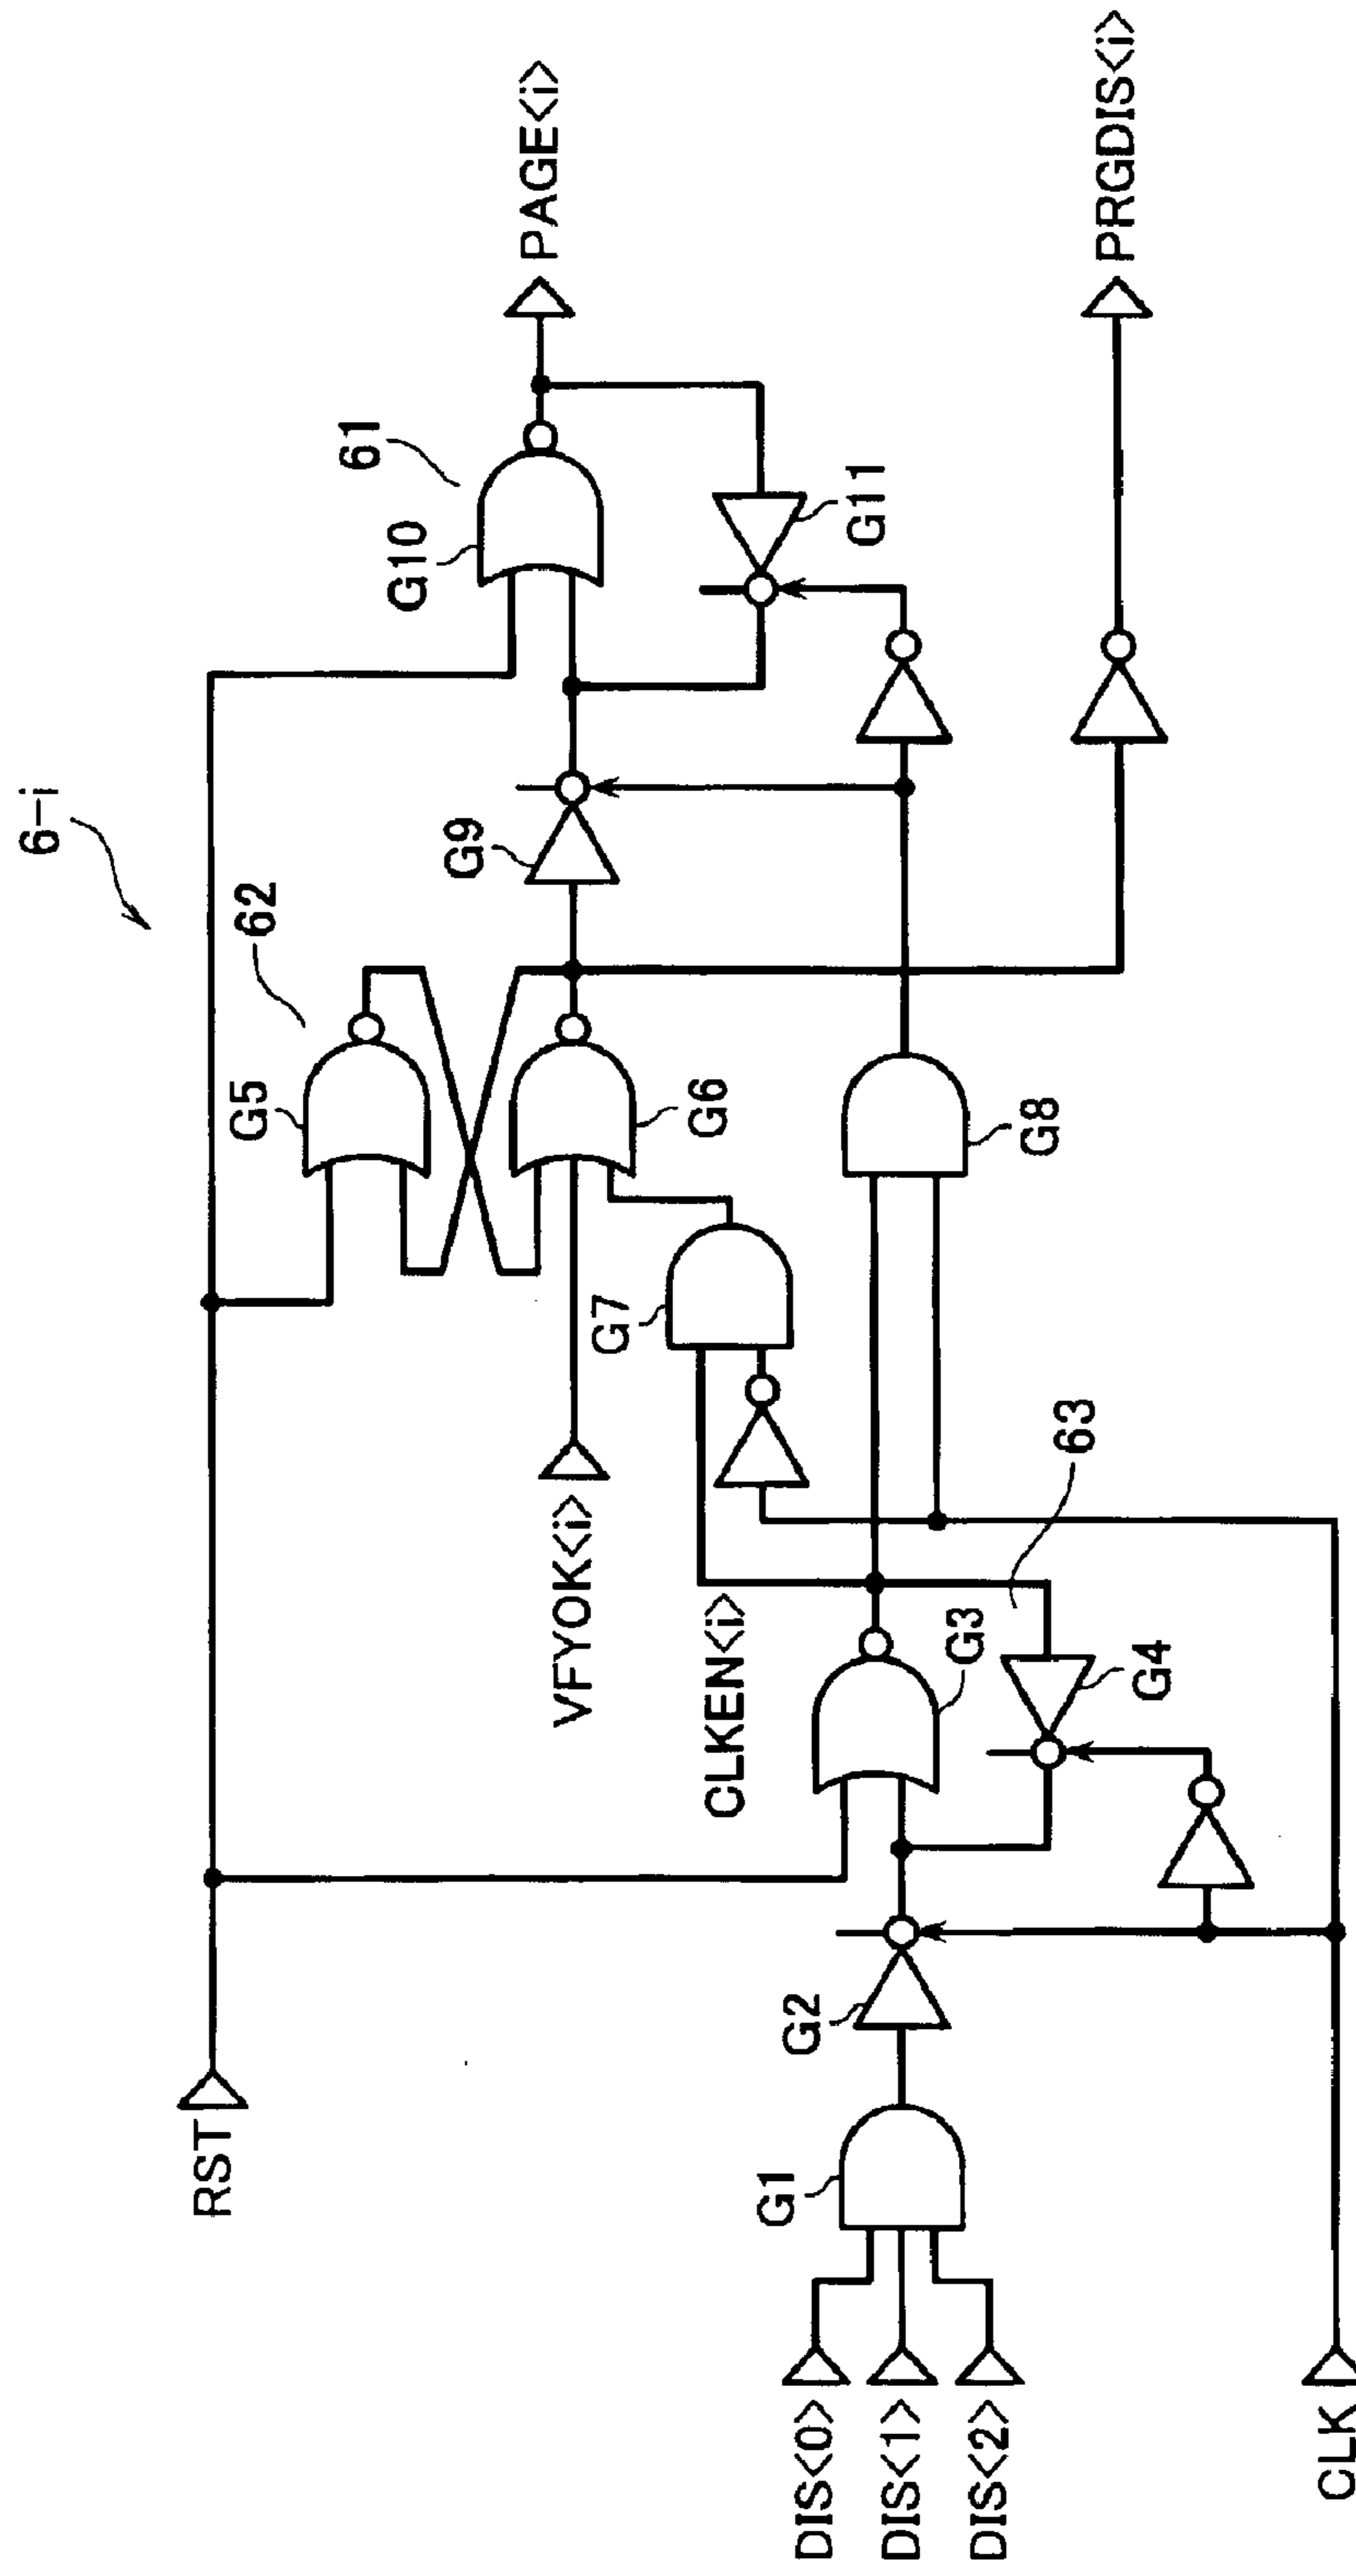 6-i
RST
62
61
G5
G10
PAGE<i>
G9
G6
VFYOK<i>
G7
G11
CLKEN<i>
G8
G3
63
G4
G1
G2
DIS<0>
DIS<1>
DIS<2>
PRGDIS<i>
CLK